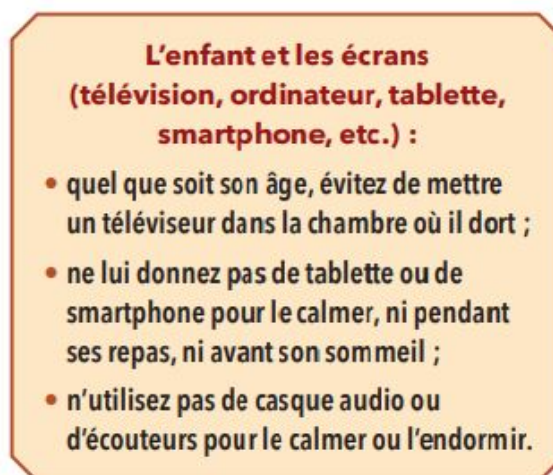 L'enfant et les écrans
(télévision, ordinateur, tablette,
smartphone, etc.) :
• quel que soit son âge, évitez de mettre
un téléviseur dans la chambre où il dort ;
• ne lui donnez pas de tablette ou de
smartphone pour le calmer, ni pendant
ses repas, ni avant son sommeil ;
• n'utilisez pas de casque audio ou
d'écouteurs pour le calmer ou l'endormir.